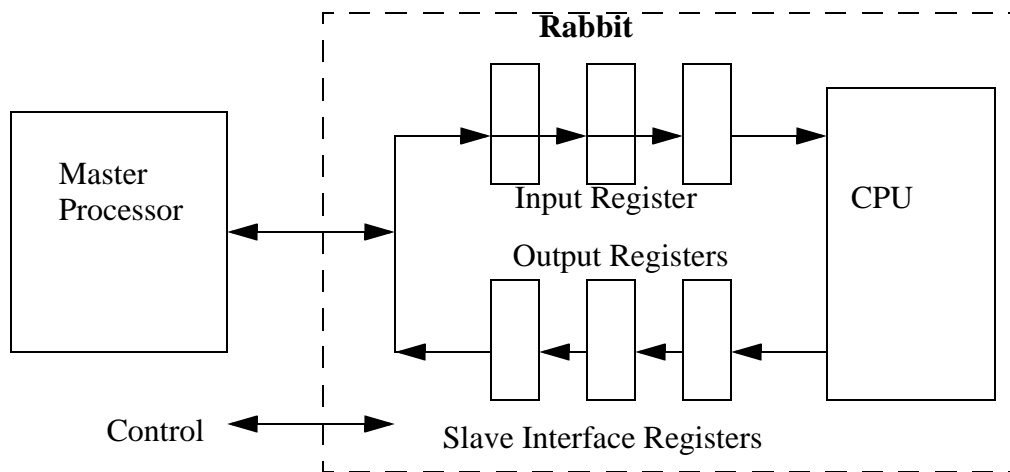 Rabbit
Master
Processor
Input Register
CPU
Output Registers
Control
Slave Interface Registers